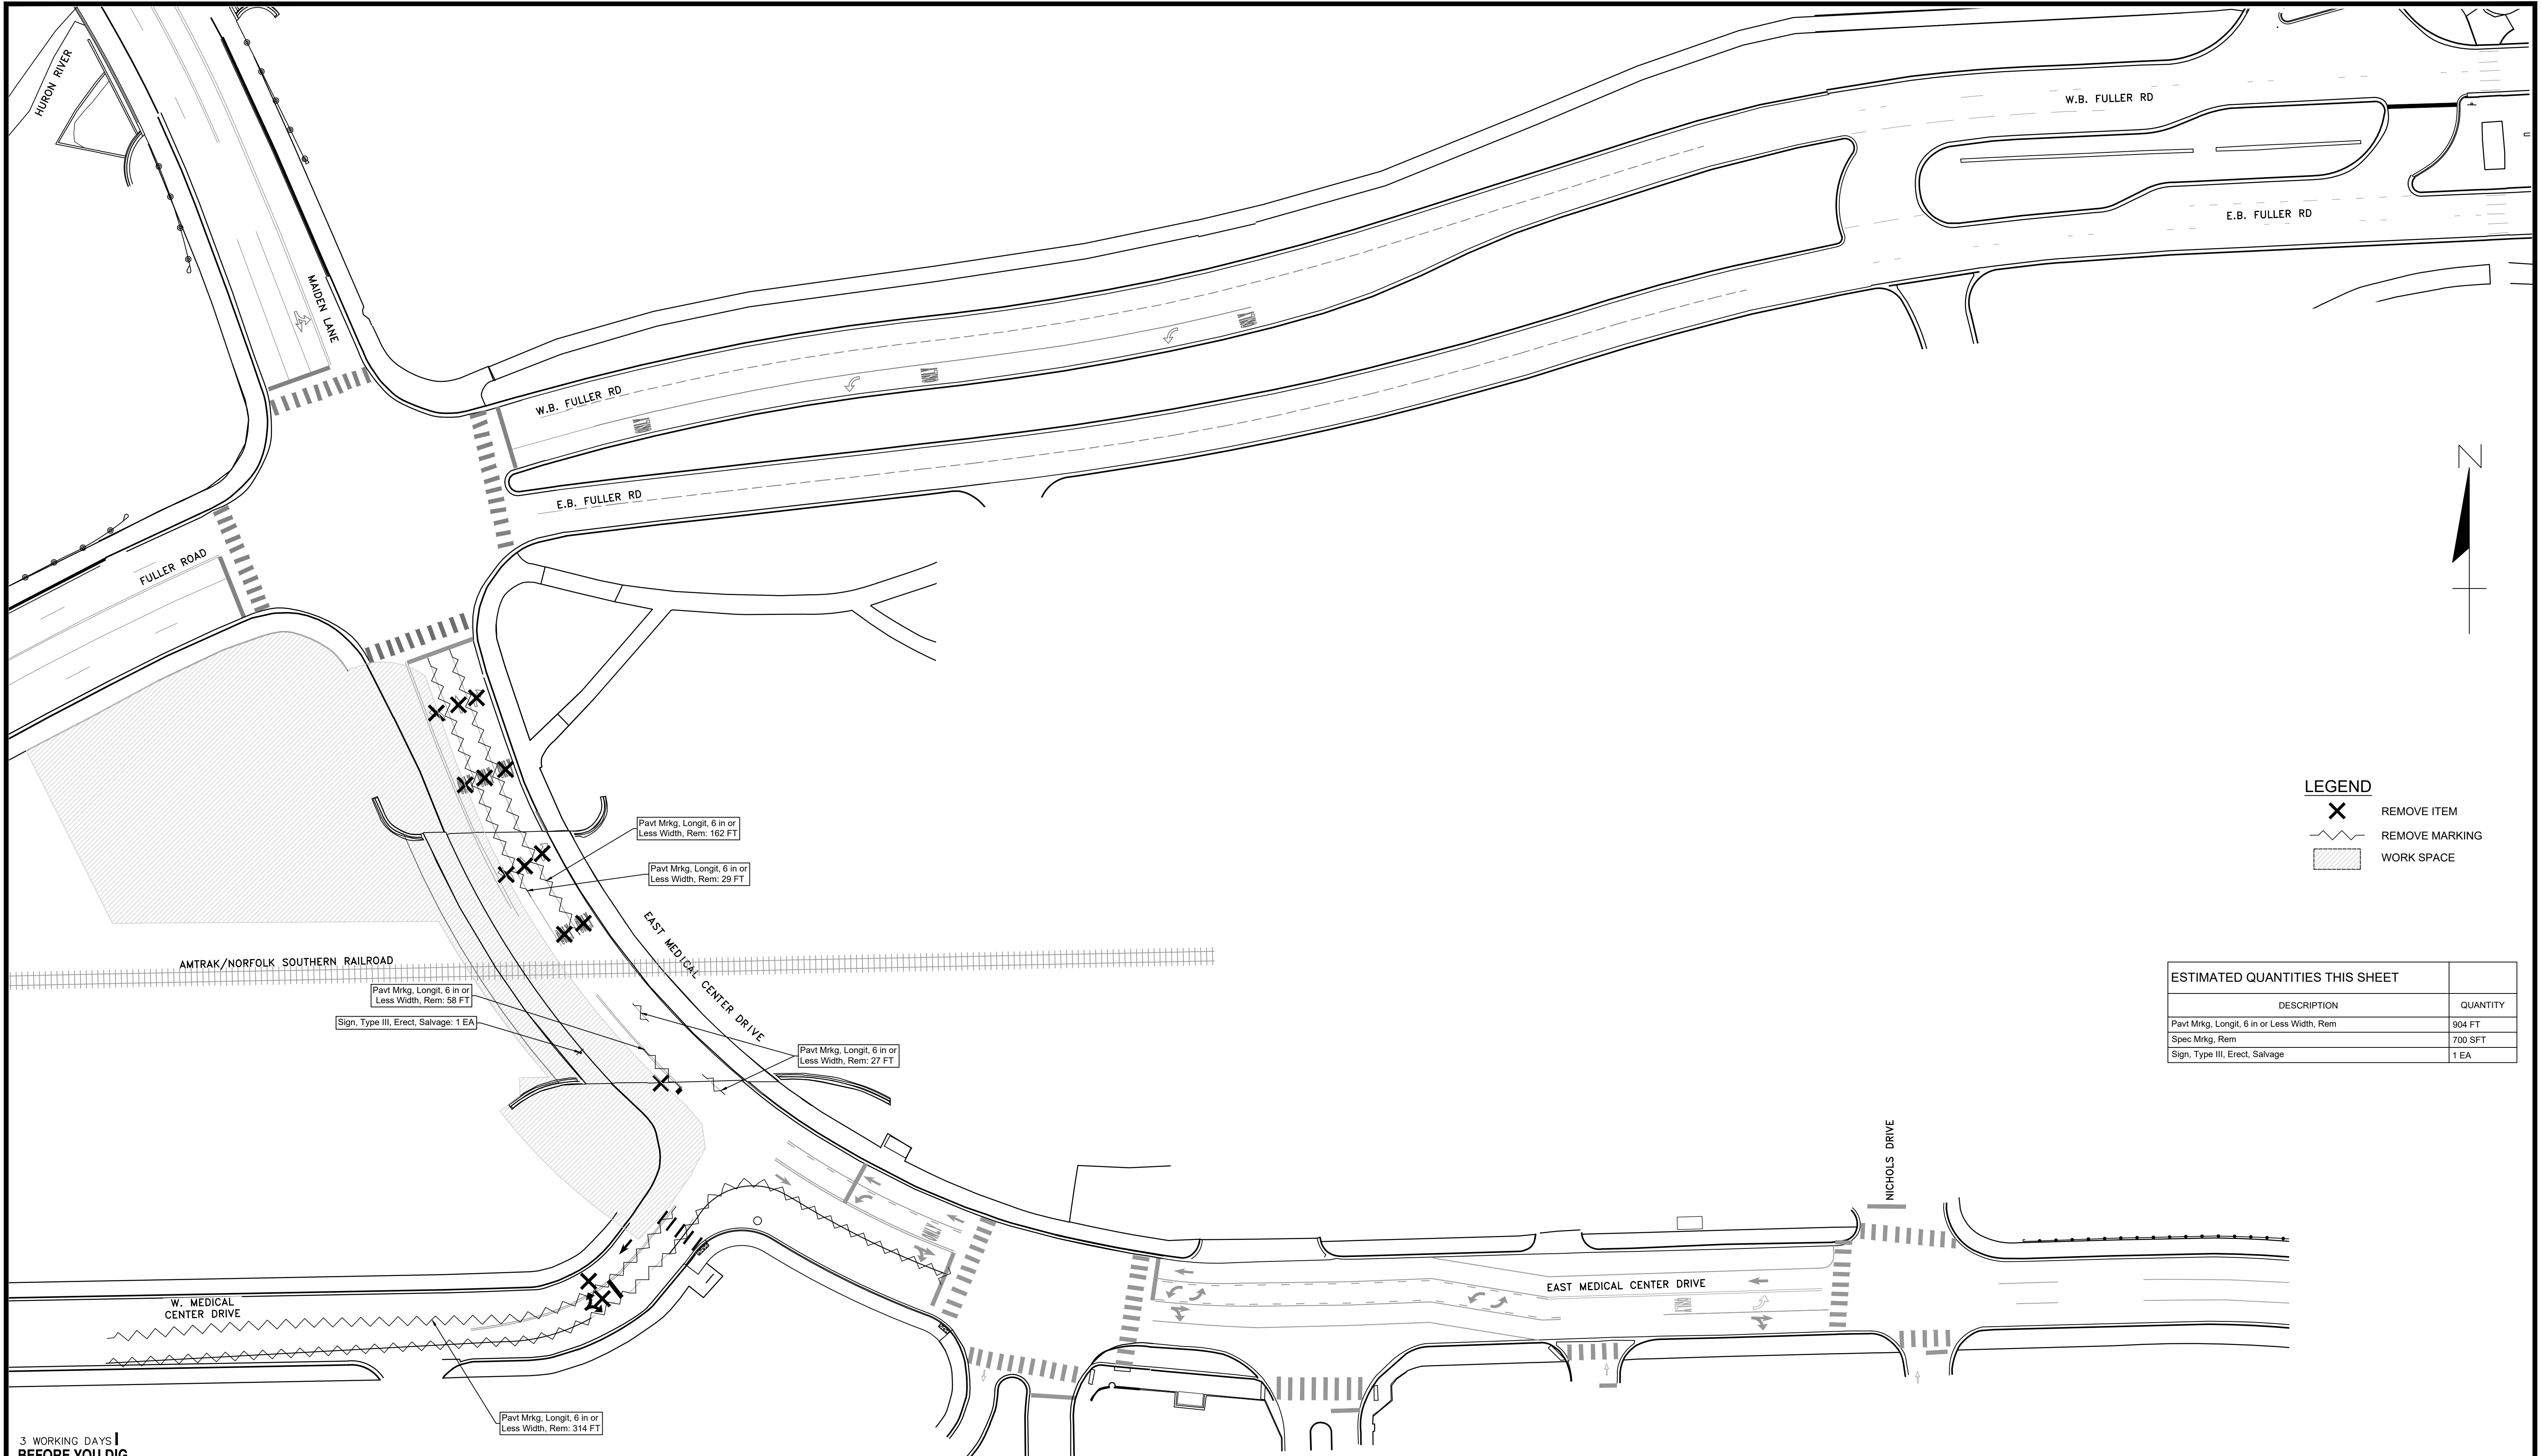 HURON RIVER
MAIDEN LANE
W.B. FULLER RD
E.B. FULLER RD
W.B. FULLER RD
E.B. FULLER RD
FULLER ROAD
N
LEGEND
REMOVE ITEM
REMOVE MARKING
WORK SPACE
Pavt Mrkg, Longit, 6 in or
Less Width, Rem: 162 FT
Pavt Mrkg, Longit, 6 in or
Less Width, Rem: 29 FT
EAST MEDICAL CENTER DRIVE
AMTRAK/NORFOLK SOUTHERN RAILROAD
Pavt Mrkg, Longit, 6 in or
Less Width, Rem: 58 FT
Sign, Type III, Erect, Salvage: 1 EA
Pavt Mrkg, Longit, 6 in or
Less Width, Rem: 27 FT
ESTIMATED QUANTITIES THIS SHEET
DESCRIPTION QUANTITY
Pavt Mrkg, Longit, 6 in or Less Width, Rem 904 FT
Spec Mrkg, Rem 700 SFT
Sign, Type III, Erect, Salvage 1 EA
NICHOLS DRIVE
EAST MEDICAL CENTER DRIVE
W. MEDICAL
CENTER DRIVE
Pavt Mrkg, Longit, 6 in or
Less Width, Rem: 314 FT
3 WORKING DAYS
BEFORE YOU DIG